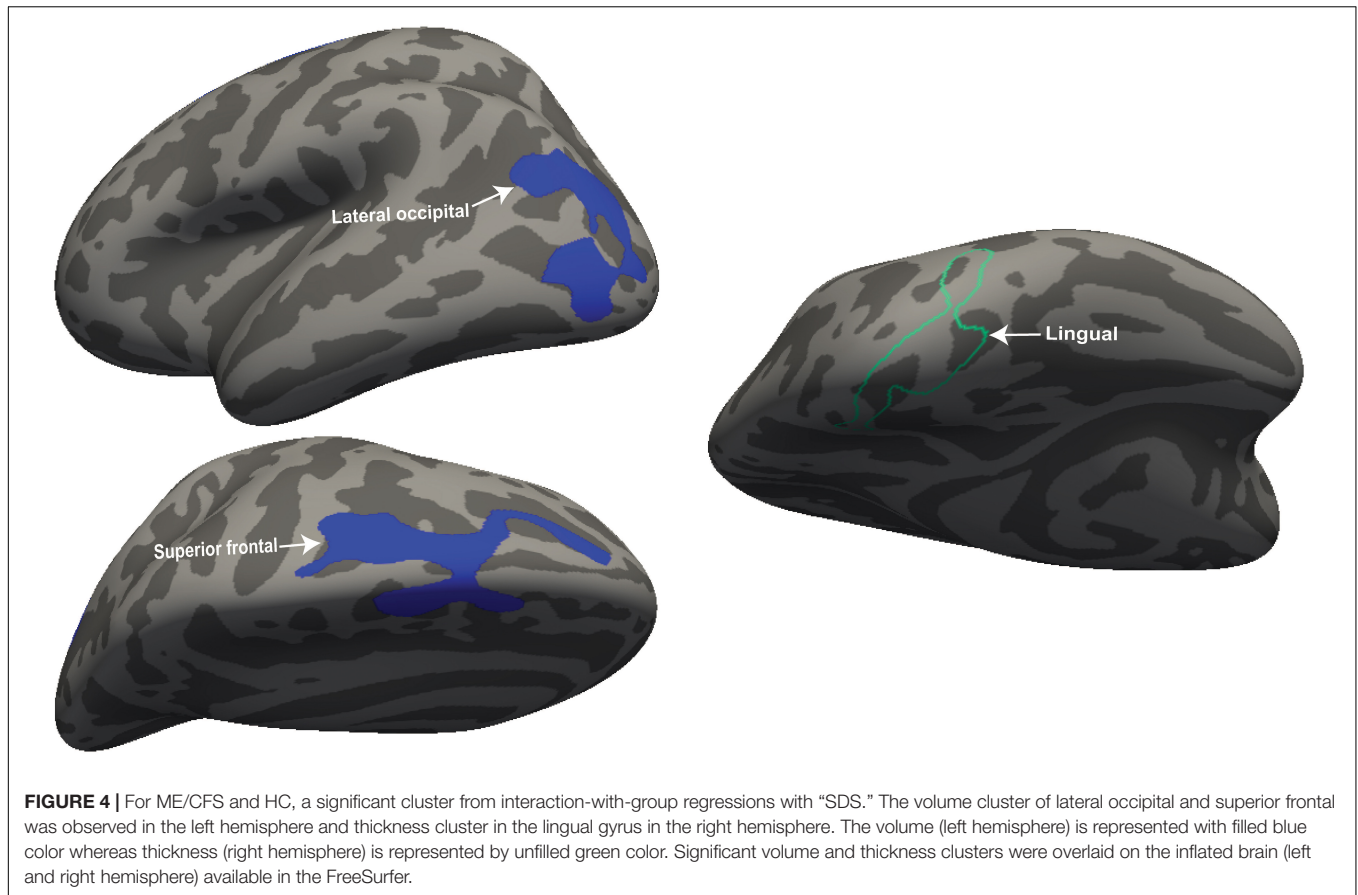 Lateral occipital
Lingual
Superior frontal
FIGURE 4 | For ME/CFS and HC, a significant cluster from interaction-with-group regressions with “SDS.” The volume cluster of lateral occipital and superior frontal
was observed in the left hemisphere and thickness cluster in the lingual gyrus in the right hemisphere. The volume (left hemisphere) is represented with filled blue
color whereas thickness (right hemisphere) is represented by unfilled green color. Significant volume and thickness clusters were overlaid on the inflated brain (left
and right hemisphere) available in the FreeSurfer.